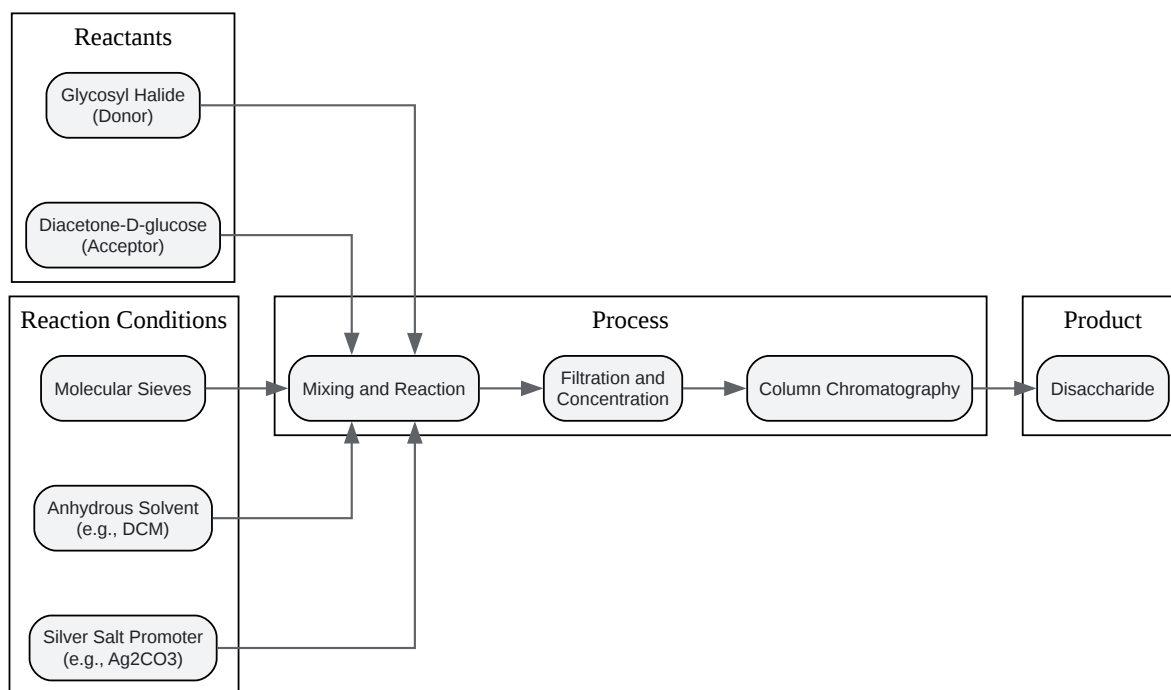 Reactants
Glycosyl Halide
(Donor)
Diacetone-D-glucose
(Acceptor)
Reaction Conditions
Molecular Sieves
Anhydrous Solvent
(e.g., DCM)
Silver Salt Promoter
(e.g., Ag2CO3)
Process
Mixing and Reaction
Filtration and
Concentration
Column Chromatography
Product
Disaccharide